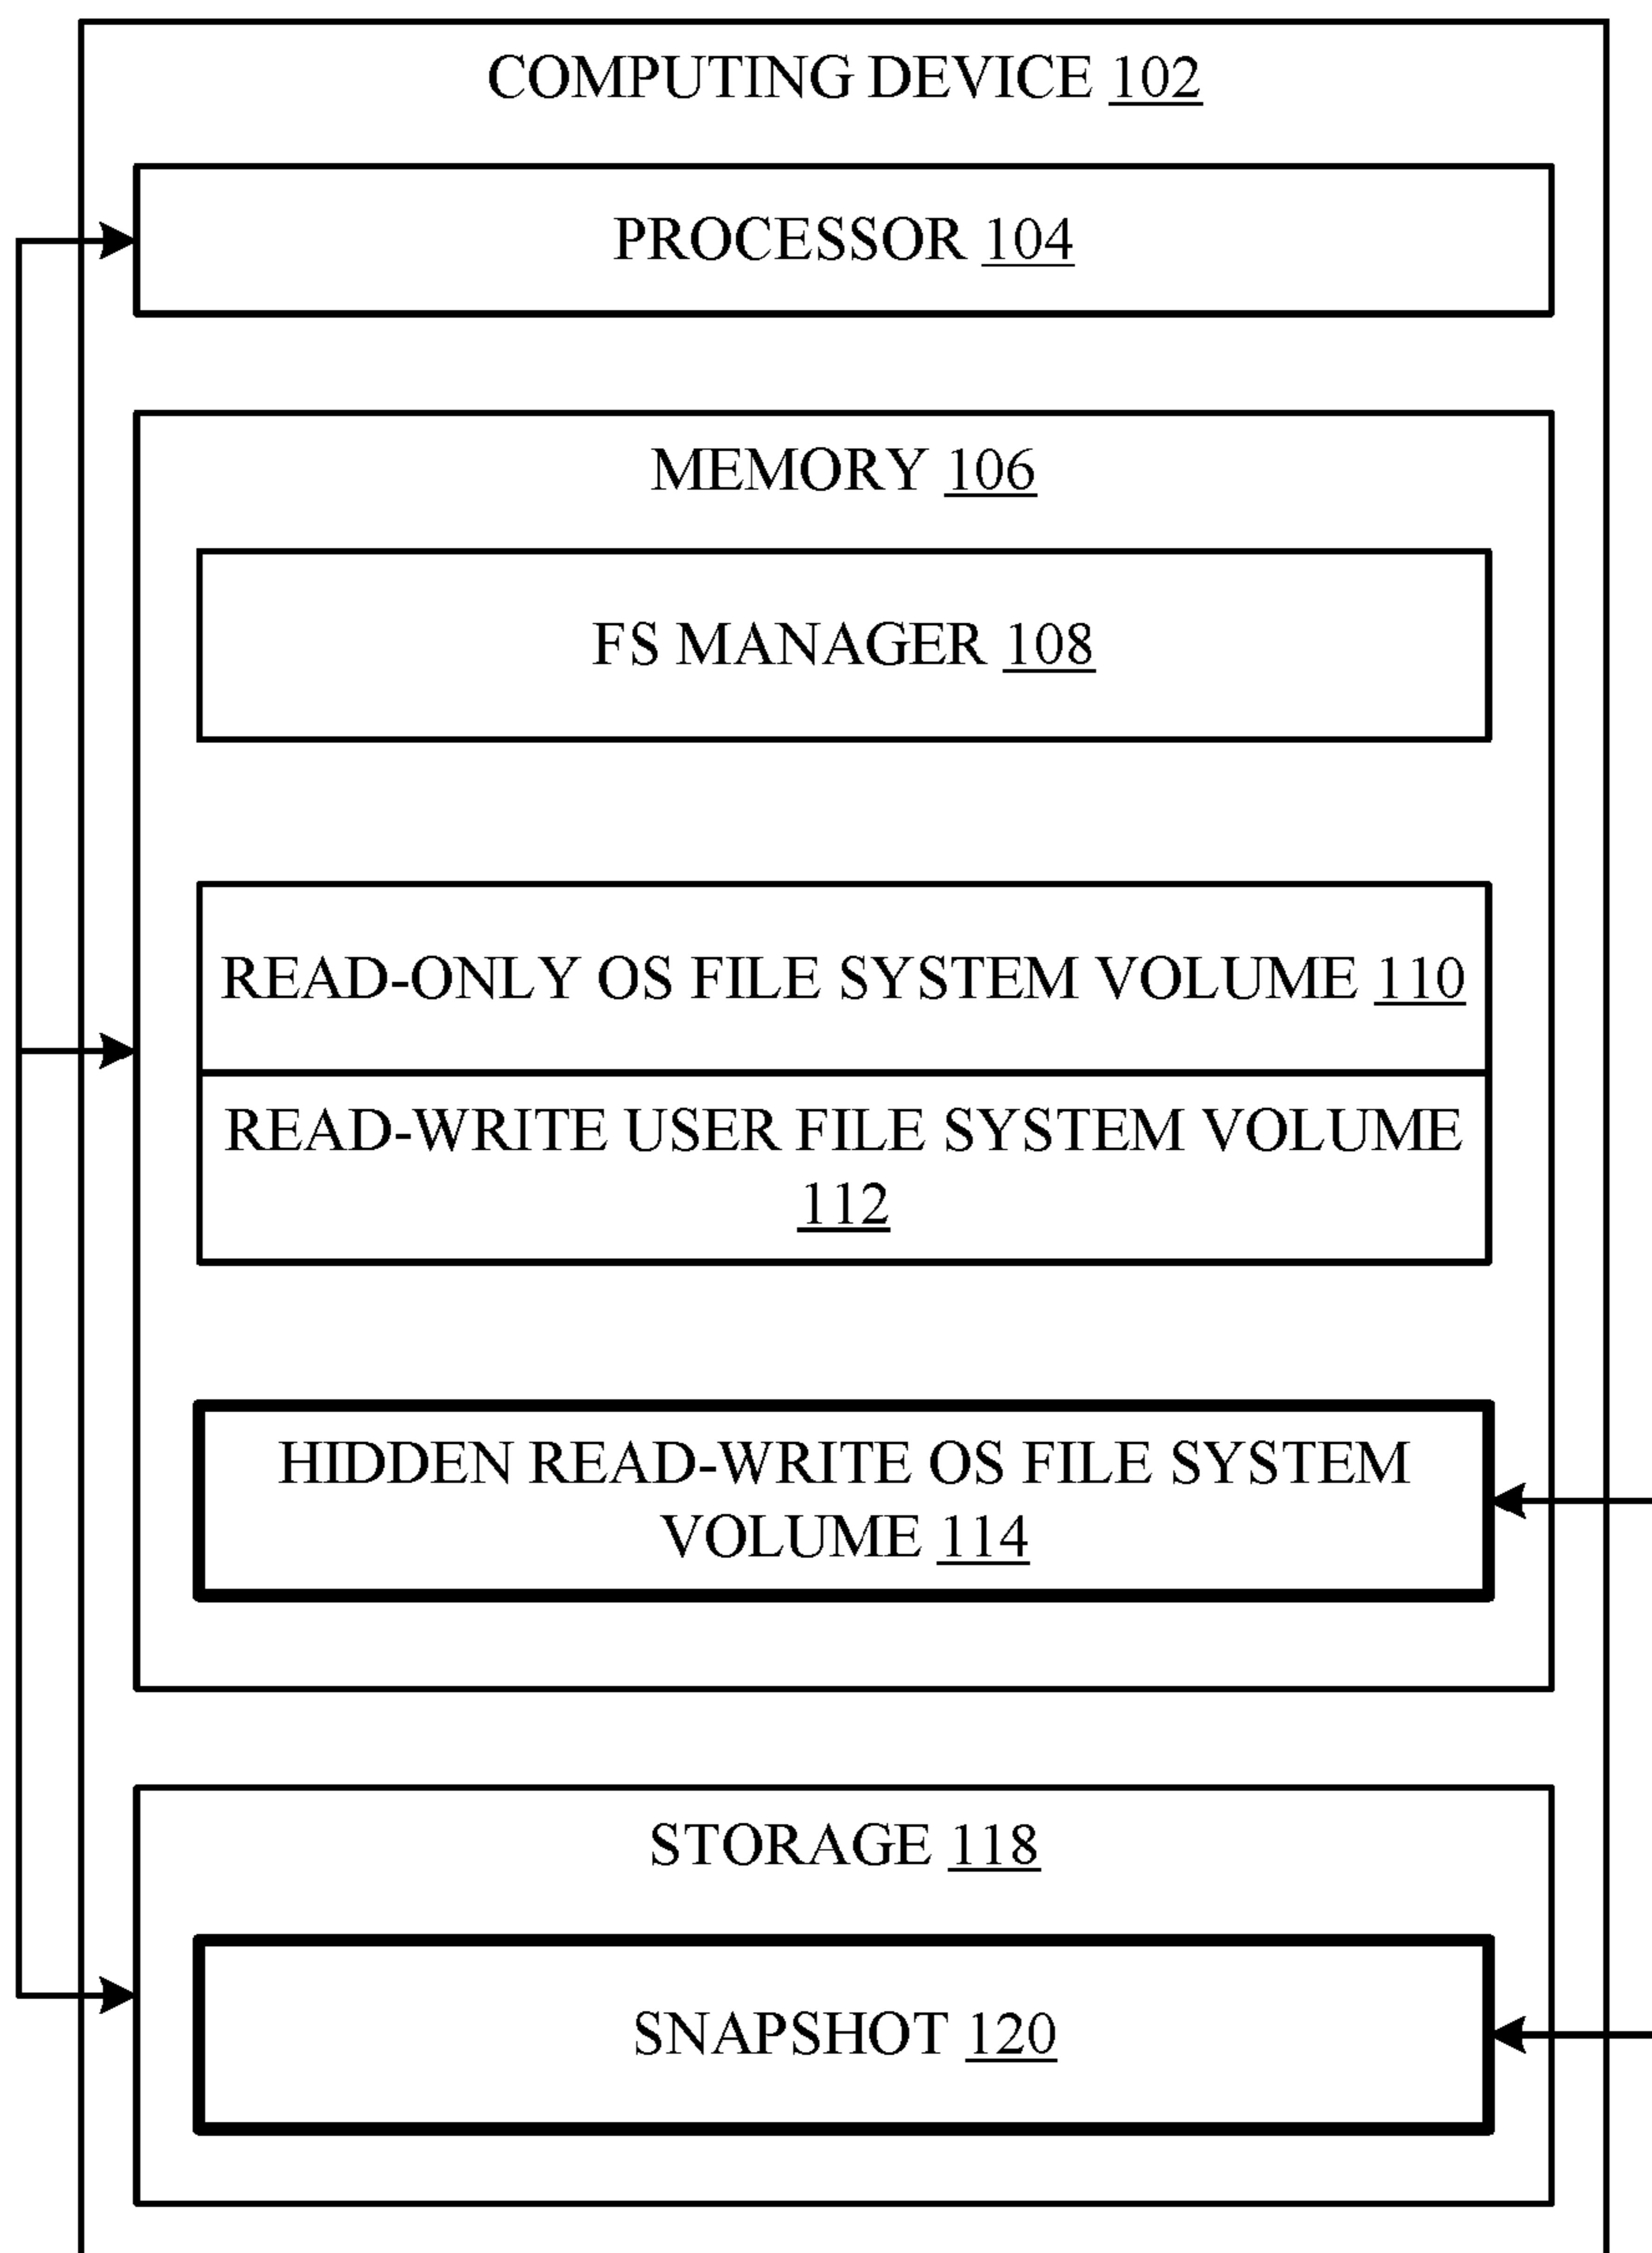 COMPUTING DEVICE 102
PROCESSOR 104
MEMORY 106
FS MANAGER 108
READ-ONLY OS FILE SYSTEM VOLUME 110
READ-WRITE USER FILE SYSTEM VOLUME
112
HIDDEN READ-WRITE OS FILE SYSTEM
VOLUME 114
STORAGE 118
SNAPSHOT 120